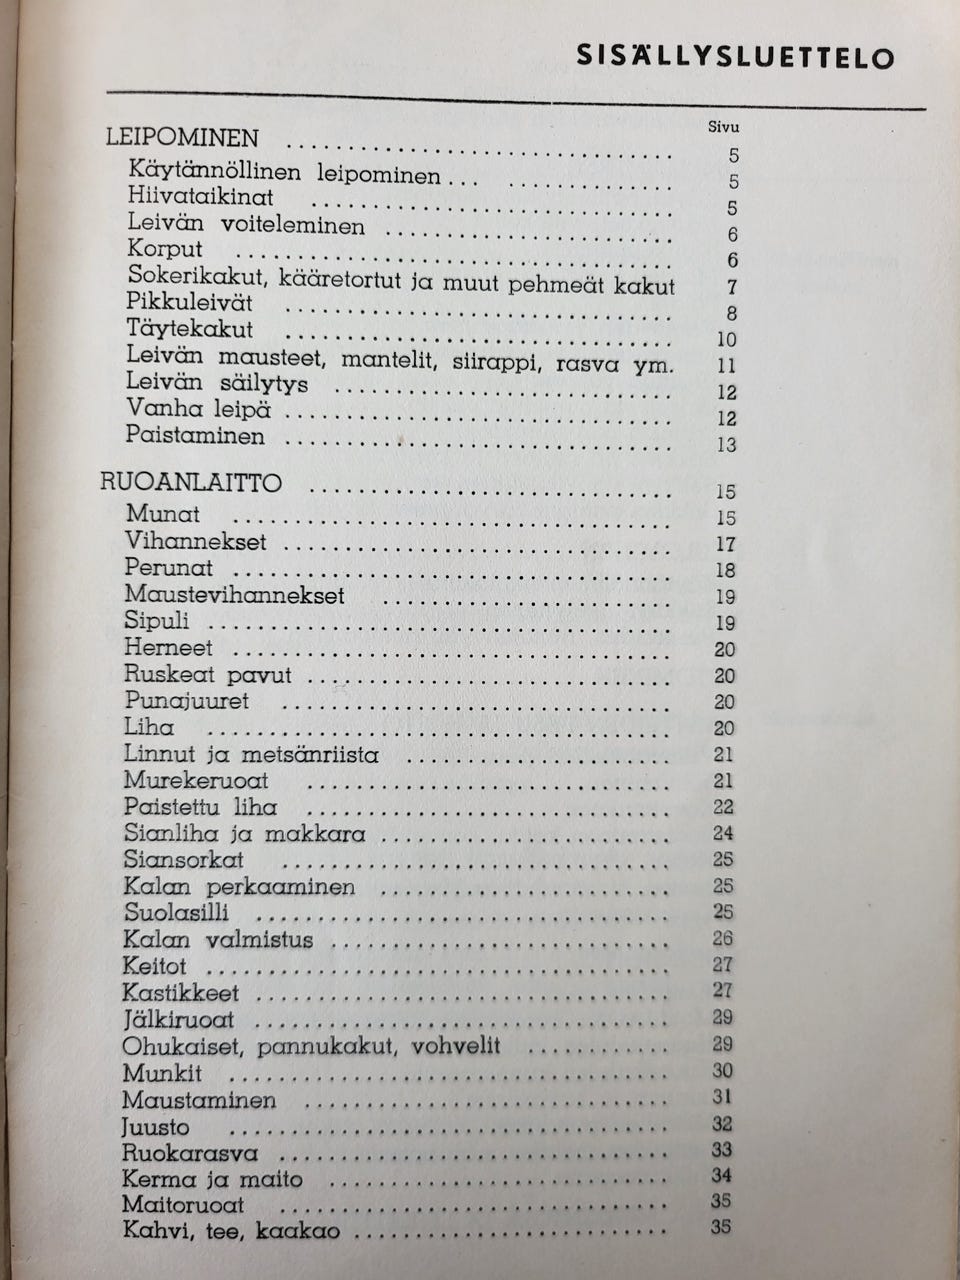 SISÄLLYSLUETTELO
Sivu
LEIPOMINEN ................................ 5
Käytännöllinen leipominen ... .............. 5
Hiivataikinat .............................. 5
Leivän voiteleminen ........................ 6
Korput .................................... 6
Sokerikakut, kääretortut ja muut pehmeät kakut 7
Pikkuleivät ................................ 8
Täytekakut ................................ 10
Leivän mausteet, mantelit, siirappi, rasva ym. 11
Leivän säilytys ............................ 12
Vanha leipä ................................ 12
Paistaminen ................................ 13
RUOANLAITTO .............................. 15
Munat .................................... 15
Vihannekset ................................ 17
Perunat .................................... 18
Maustevihannekset ........................ 19
Sipuli ...................................... 19
Herneet .................................... 20
Ruskeat pavut .............................. 20
Punajuuret ................................ 20
Liha ...................................... 20
Linnut ja metsänriista ...................... 21
Murekeruoat .............................. 21
Paistettu liha .............................. 22
Sianliha ja makkara ........................ 24
Siansorkat ................................ 25
Kalan perkaaminen ........................ 25
Suolasilli .................................. 25
Kalan valmistus ............................ 26
Keitot ...................................... 27
Kastikkeet .................................. 27
Jälkiruoat .................................. 29
Ohukaiset, pannukakut, vohvelit ............ 29
Munkit .................................... 30
Maustaminen .............................. 31
Juusto .................................... 32
Ruokarasva ................................ 33
Kerma ja maito ............................ 34
Maitoruoat ................................ 35
Kahvi, tee, kaakao .......................... 35